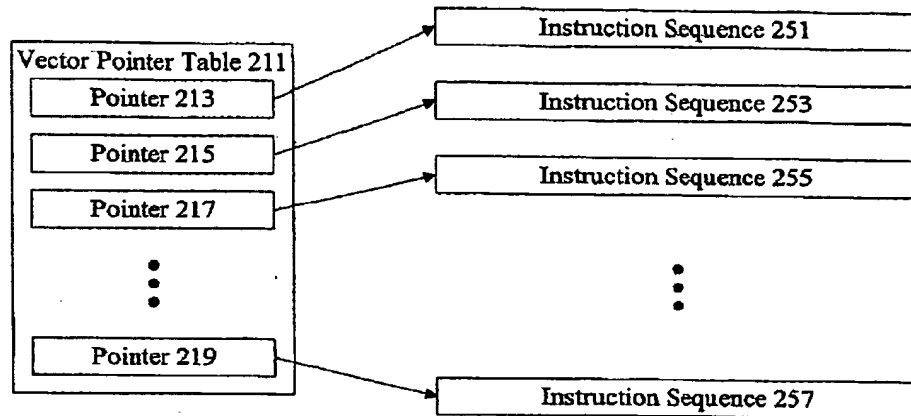 Vector Pointer Table 211
Pointer 213
Pointer 215
Pointer 217
Pointer 219
Instruction Sequence 251
Instruction Sequence 253
Instruction Sequence 255
Instruction Sequence 257